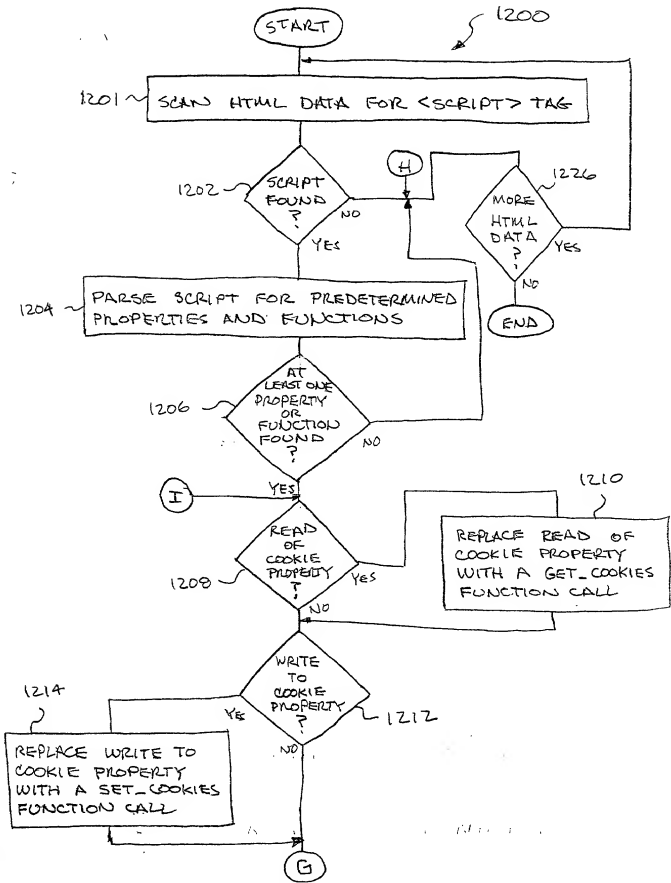 START
1200
1201
SCAN HTML DATA FOR <SCRIPT> TAG
1202
SCRIPT
FOUND
?
NO
YES
H
1226
MORE
HTML
DATA
?
YES
NO
END
1204
PARSE SCRIPT FOR PREDETERMINED
PROPERTIES AND FUNCTIONS
1206
AT
LEAST ONE
PROPERTY
OR
FUNCTION
FOUND
?
NO
YES
I
1208
READ
OF
COOKIE
PROPERTY
?
YES
NO
1210
REPLACE READ OF
COOKIE PROPERTY
WITH A GET_COOKIES
FUNCTION CALL
WRITE
TO
COOKIE
PROPERTY
?
1212
YES
NO
1214
REPLACE WRITE TO
COOKIE PROPERTY
WITH A SET_COOKIES
FUNCTION CALL
G